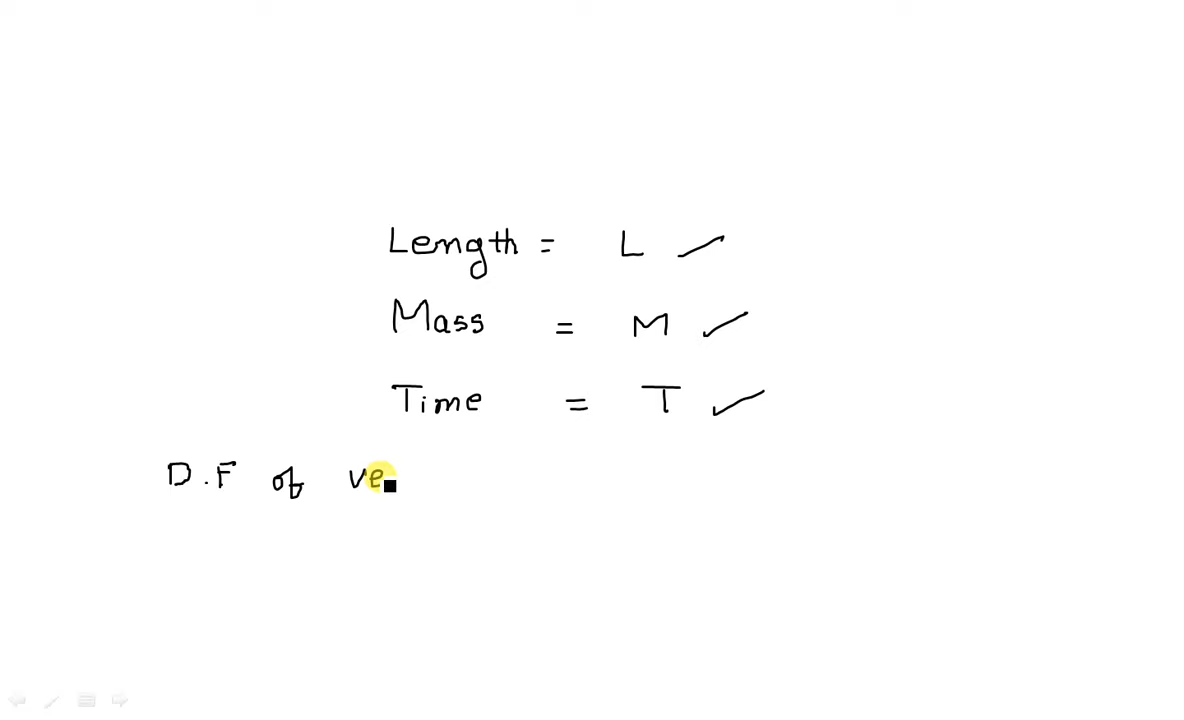 Length = L
Mass = M
Time = T
D.F of ve